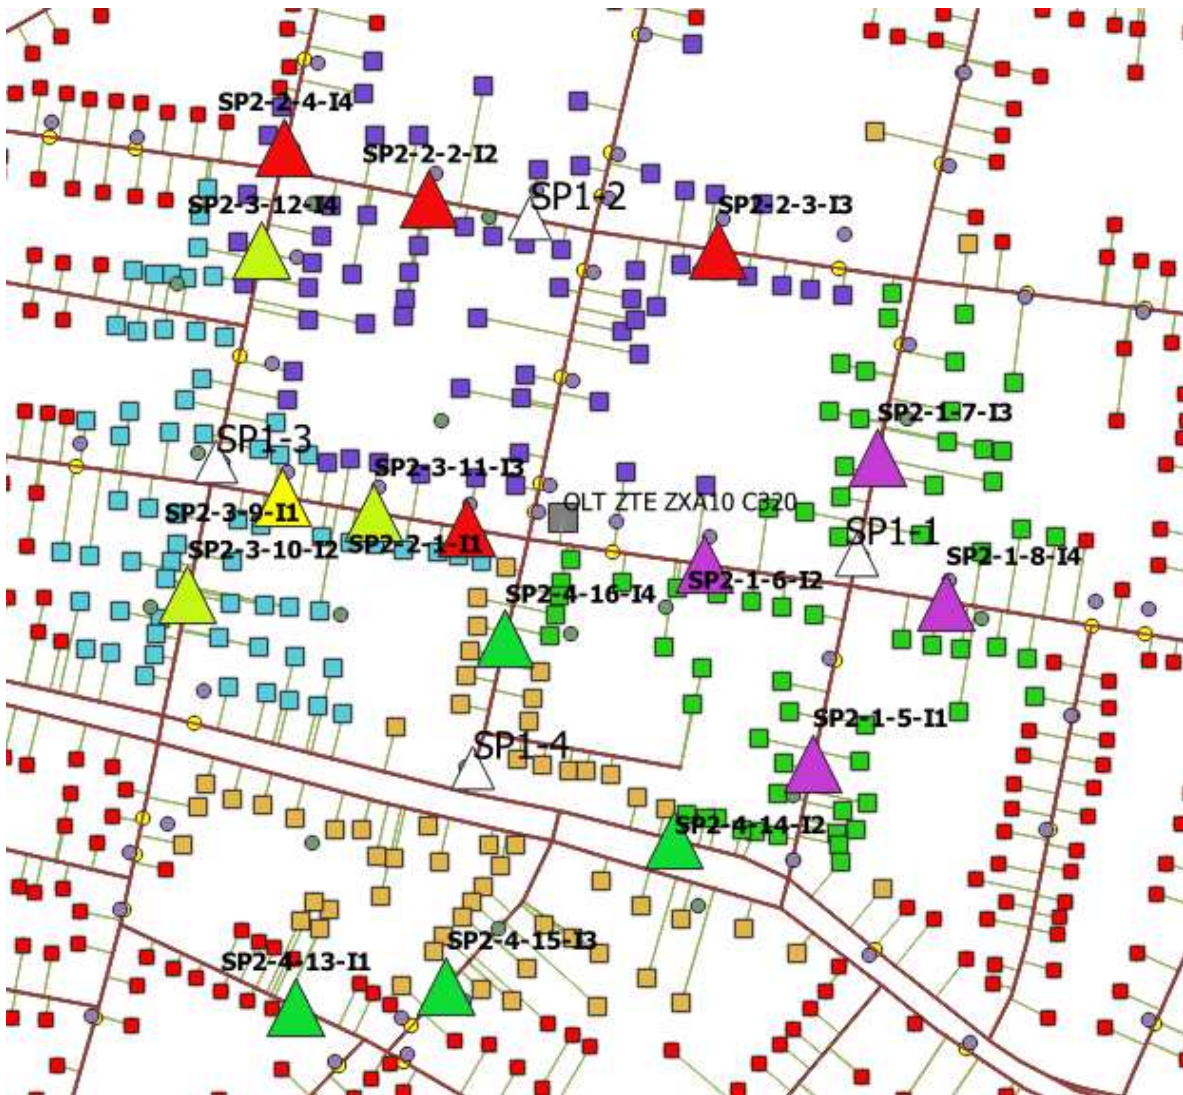 SP2-2-4-I4
SP2-2-2-I2
SP1-2
SP2-3-12-I4
SP2-2-3-I3
SP2-1-7-I3
SP1-3
SP2-3-11-I3
OLT ZTE ZXA10 C320
SP2-3-9-I1
SP1-1
SP2-3-10-I2
SP2-2-1-I1
SP2-1-8-I4
SP2-1-6-I2
SP2-4-16-I4
SP2-1-5-I1
SP1-4
SP2-4-14-I2
SP2-4-15-I3
SP2-4-13-I1